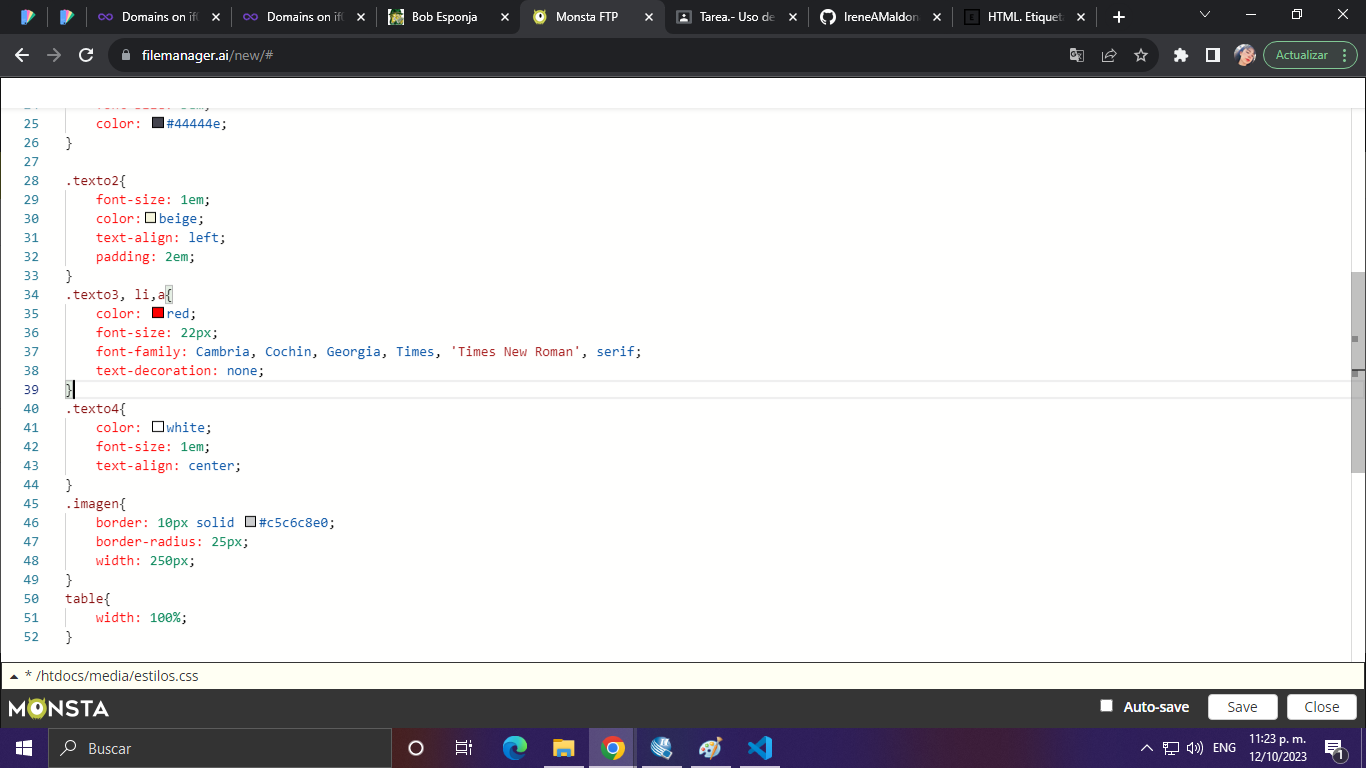 Domains on if
Domains on if
Bob Esponja
Monsta FTP
Tarea.- Uso de
IreneAMaldon
HTML. Etiquet
filemanager.ai/new/#
Actualizar
25 color: #44444e;
26 }
27
28 .texto2{
29 font-size: 1em;
30 color: beige;
31 text-align: left;
32 padding: 2em;
33 }
34 .texto3, li,a{
35 color: red;
36 font-size: 22px;
37 font-family: Cambria, Cochin, Georgia, Times, 'Times New Roman', serif;
38 text-decoration: none;
39 }
40 .texto4{
41 color: white;
42 font-size: 1em;
43 text-align: center;
44 }
45 .imagen{
46 border: 10px solid #c5c6c8e0;
47 border-radius: 25px;
48 width: 250px;
49 }
50 table{
51 width: 100%;
52 }
* /htdocs/media/estilos.css
MONSTA
Auto-save
Save
Close
Buscar
ENG
11:23 p. m.
12/10/2023
1